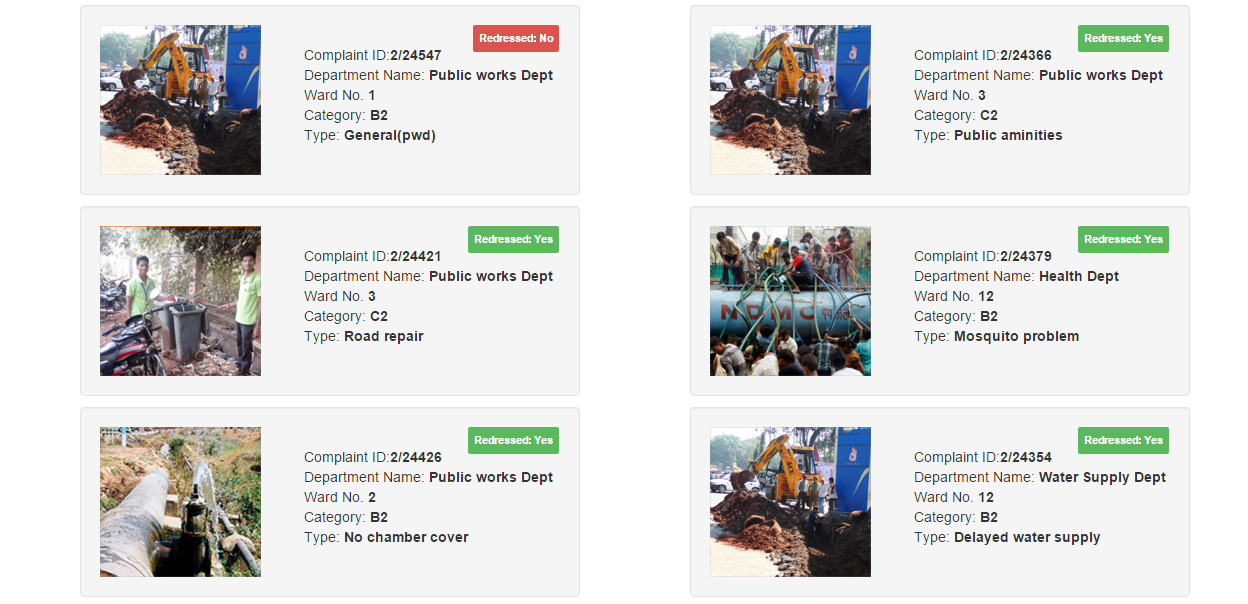 Redressed: No
Complaint ID:2/24547
Department Name: Public works Dept
Ward No. 1
Category: B2
Type: General(pwd)
Redressed: Yes
Complaint ID:2/24366
Department Name: Public works Dept
Ward No. 3
Category: C2
Type: Public aminities
Redressed: Yes
Complaint ID:2/24421
Department Name: Public works Dept
Ward No. 3
Category: C2
Type: Road repair
NDMC
Redressed: Yes
Complaint ID:2/24379
Department Name: Health Dept
Ward No. 12
Category: B2
Type: Mosquito problem
Redressed: Yes
Complaint ID:2/24426
Department Name: Public works Dept
Ward No. 2
Category: B2
Type: No chamber cover
Redressed: Yes
Complaint ID:2/24354
Department Name: Water Supply Dept
Ward No. 12
Category: B2
Type: Delayed water supply